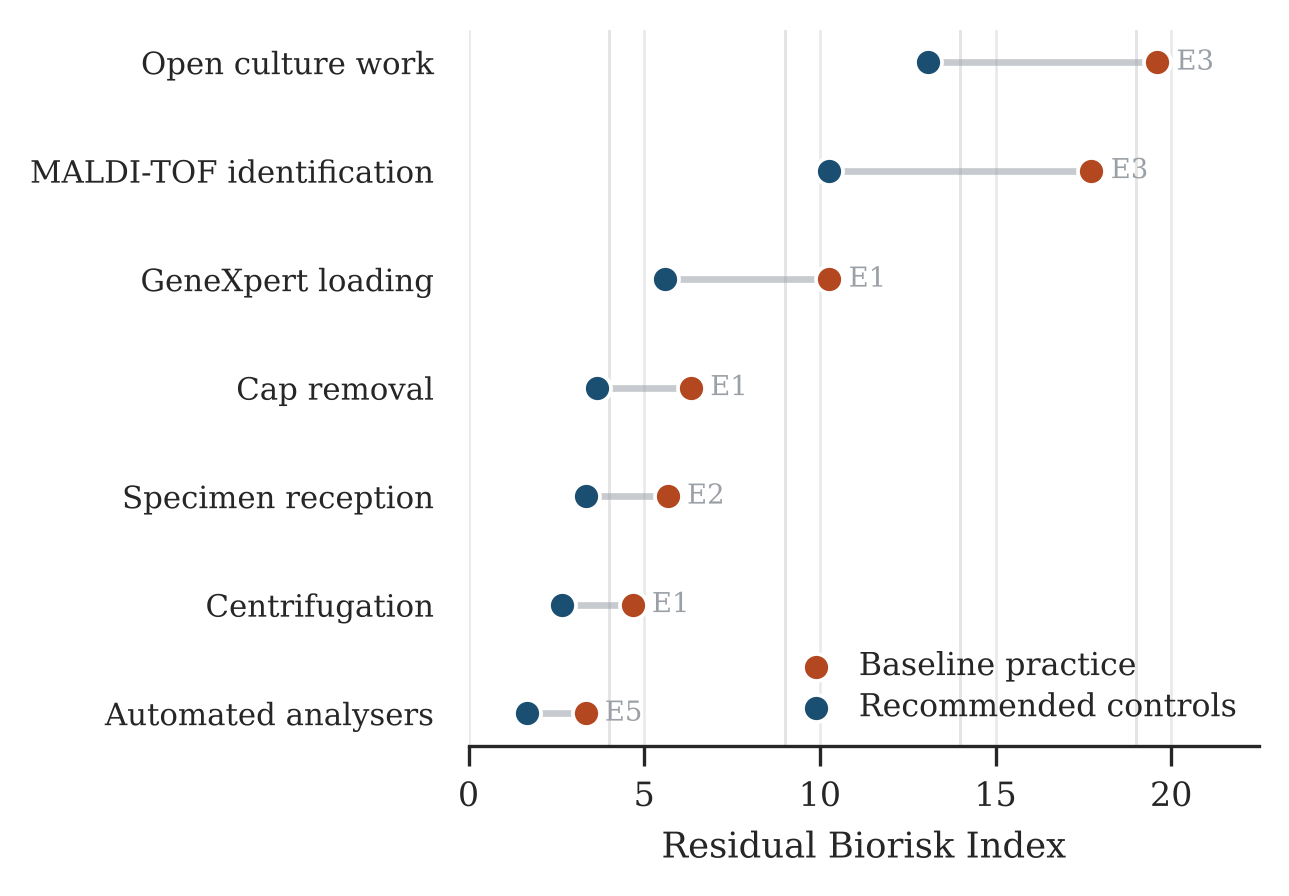 Open culture work E3
MALDI-TOF identification E3
GeneXpert loading E1
Cap removal E1
Specimen reception E2
Centrifugation E1
Baseline practice
Recommended controls
Automated analysers E5
0 5 10 15 20
Residual Biorisk Index